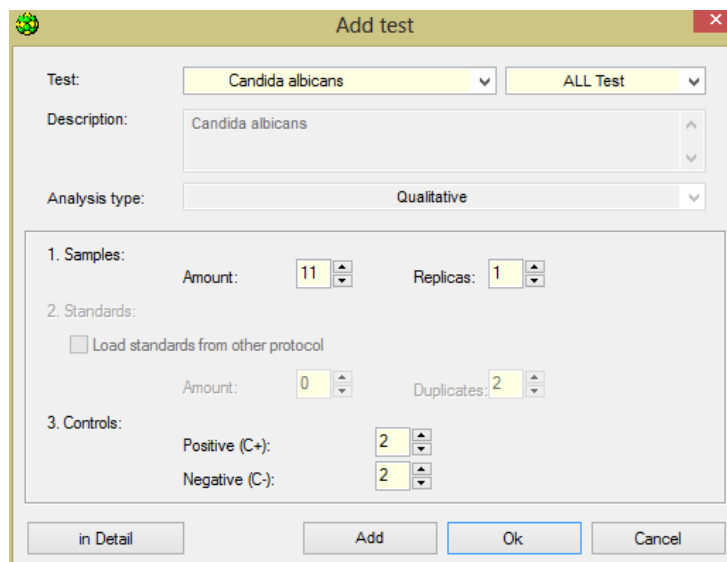 Add test
Test: Candida albicans ALL Test
Description: Candida albicans
Analysis type: Qualitative
1. Samples:
Amount: 11 Replicas: 1
2. Standards:
Load standards from other protocol
Amount: 0 Duplicates: 2
3. Controls:
Positive (C+): 2
Negative (C-): 2
in Detail Add Ok Cancel